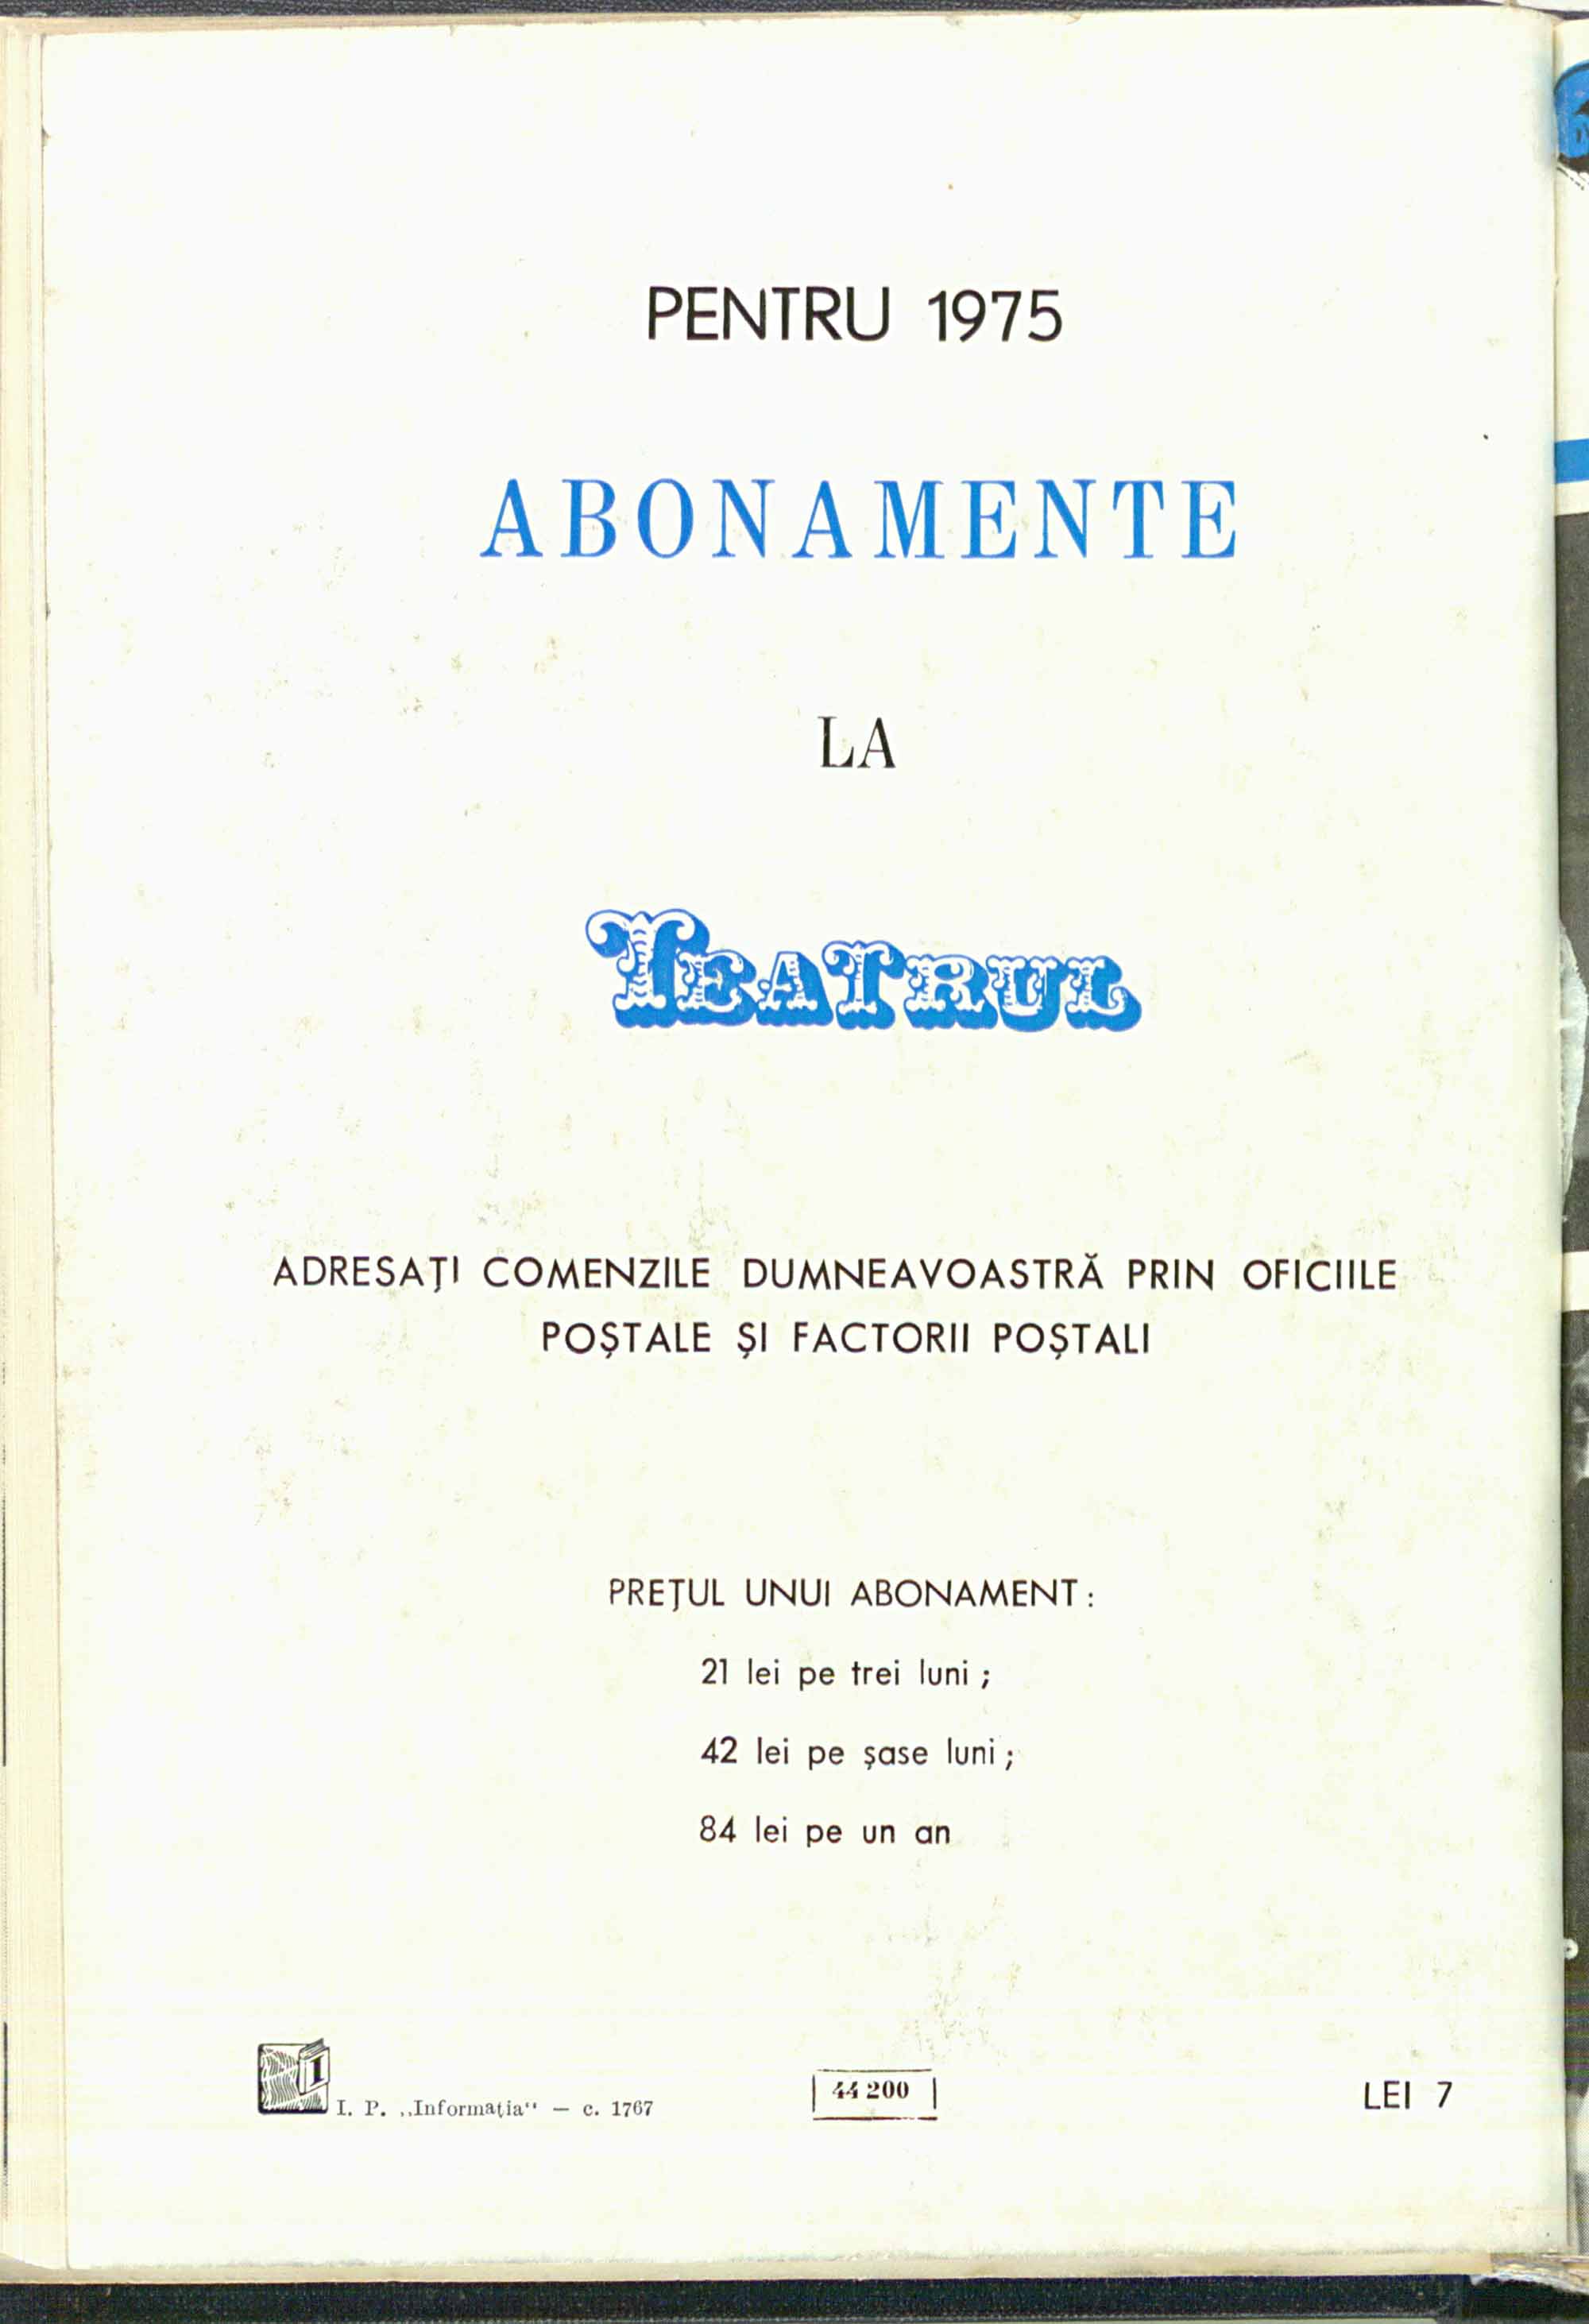 PENTRU 1975
ABONAMENTE
LA
TEATRUL
ADRESAȚI COMENZILE DUMNEAVOASTRĂ PRIN OFICIILE
POȘTALE ȘI FACTORII POȘTALI
PREȚUL UNUI ABONAMENT :
21 lei pe trei luni ;
42 lei pe șase luni ;
84 lei pe un an
I
I. P. „Informația“ — c. 1767
44 200
LEI 7